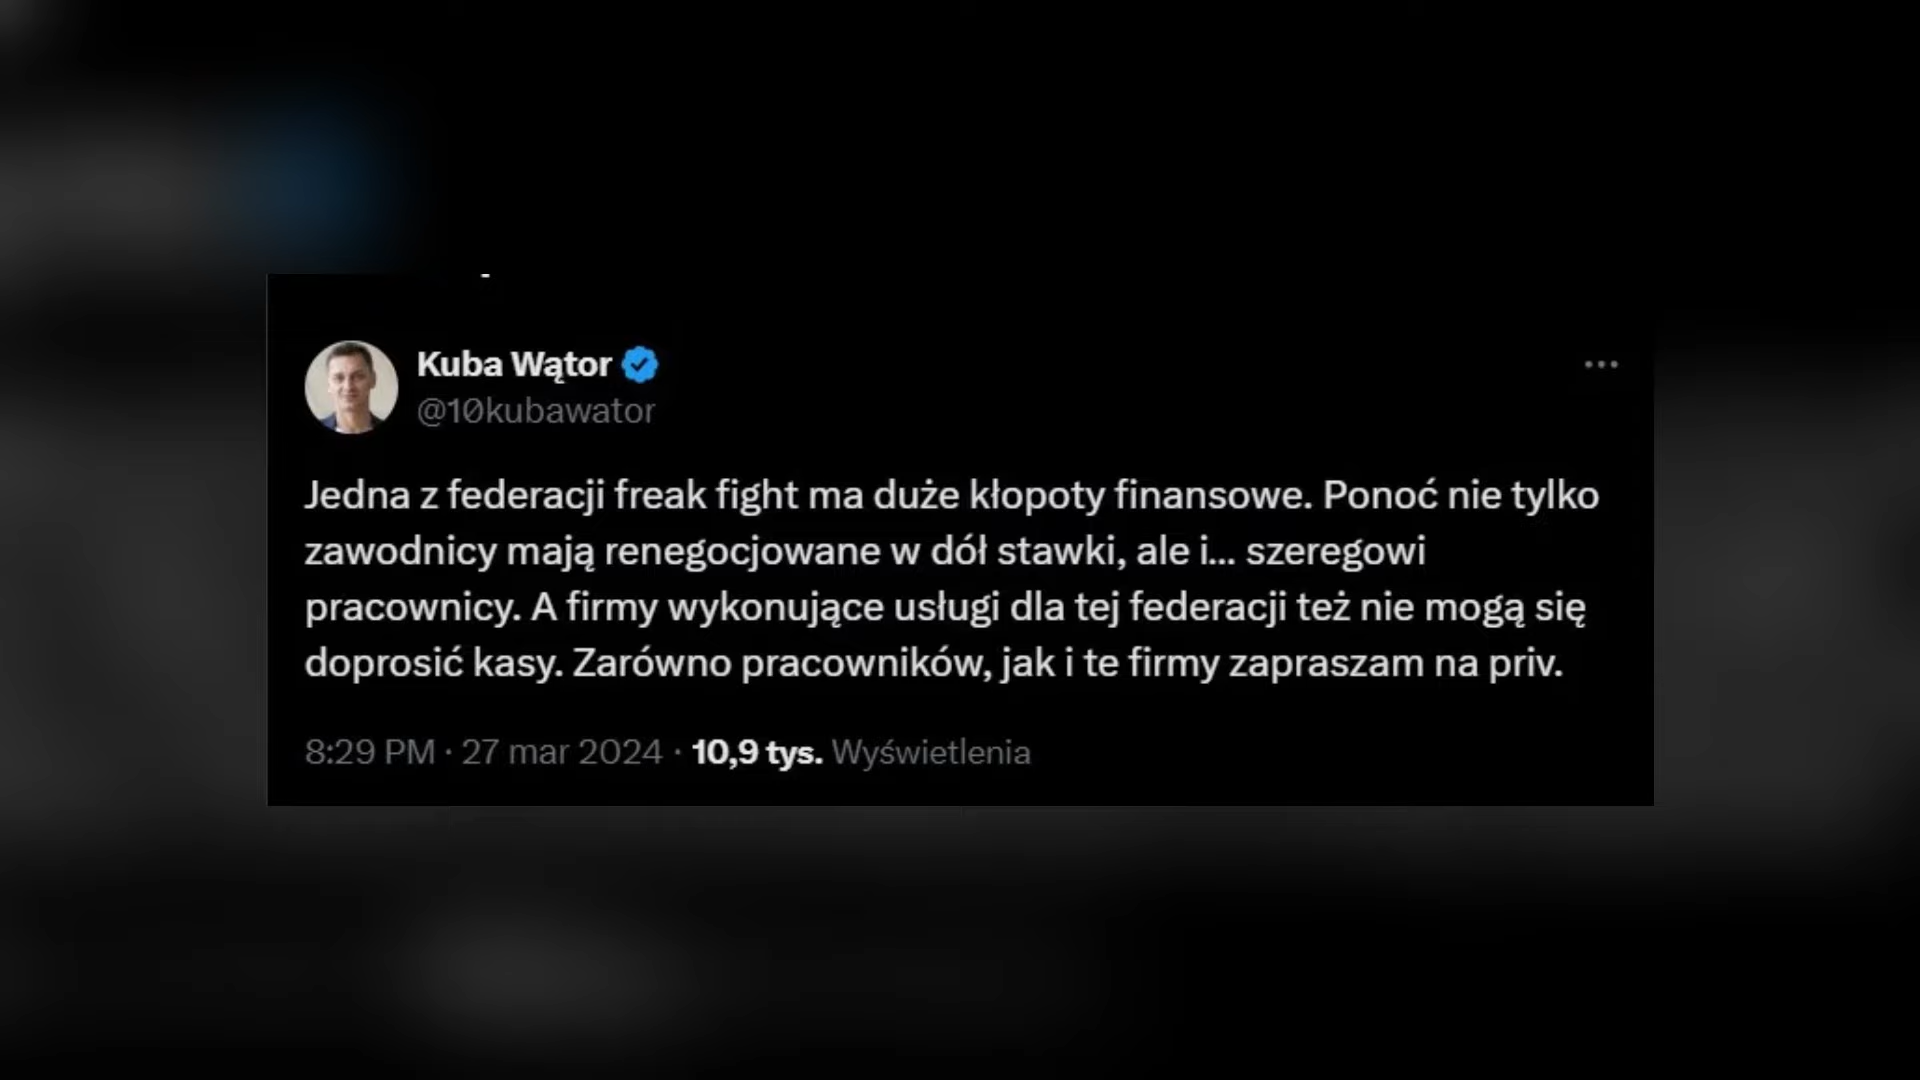 Kuba Wątor
@10kubawator
Jedna z federacji freak fight ma duże kłopoty finansowe. Ponoć nie tylko
zawodnicy mają renegocjowane w dół stawki, ale i... szeregowi
pracownicy. A firmy wykonujące usługi dla tej federacji też nie mogą się
doprosić kasy. Zarówno pracowników, jak i te firmy zapraszam na priv.
8:29 PM · 27 mar 2024 · 10,9 tys. Wyświetlenia